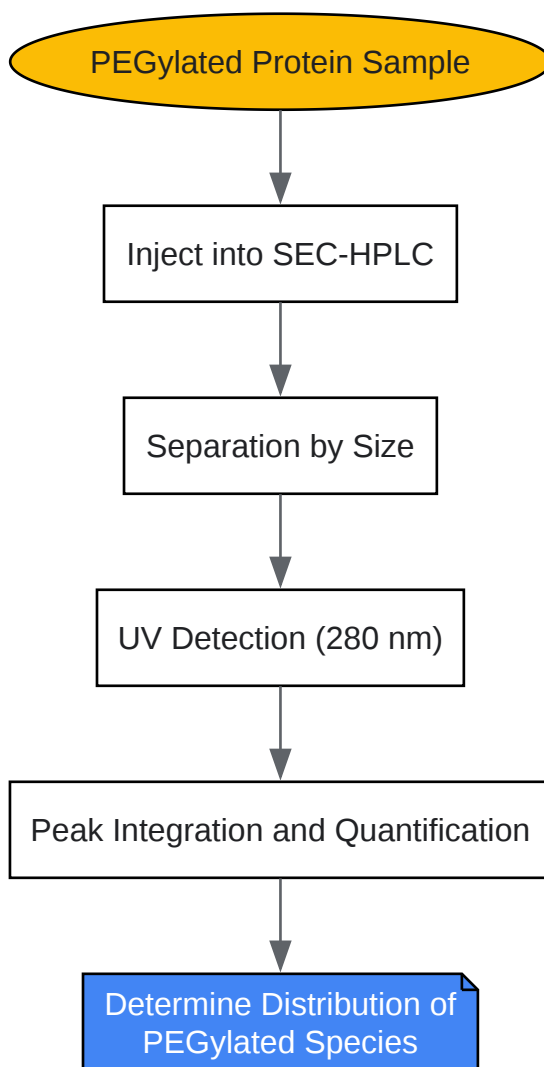 PEGylated Protein Sample
Inject into SEC-HPLC
Separation by Size
UV Detection (280 nm)
Peak Integration and Quantification
Determine Distribution of
PEGylated Species